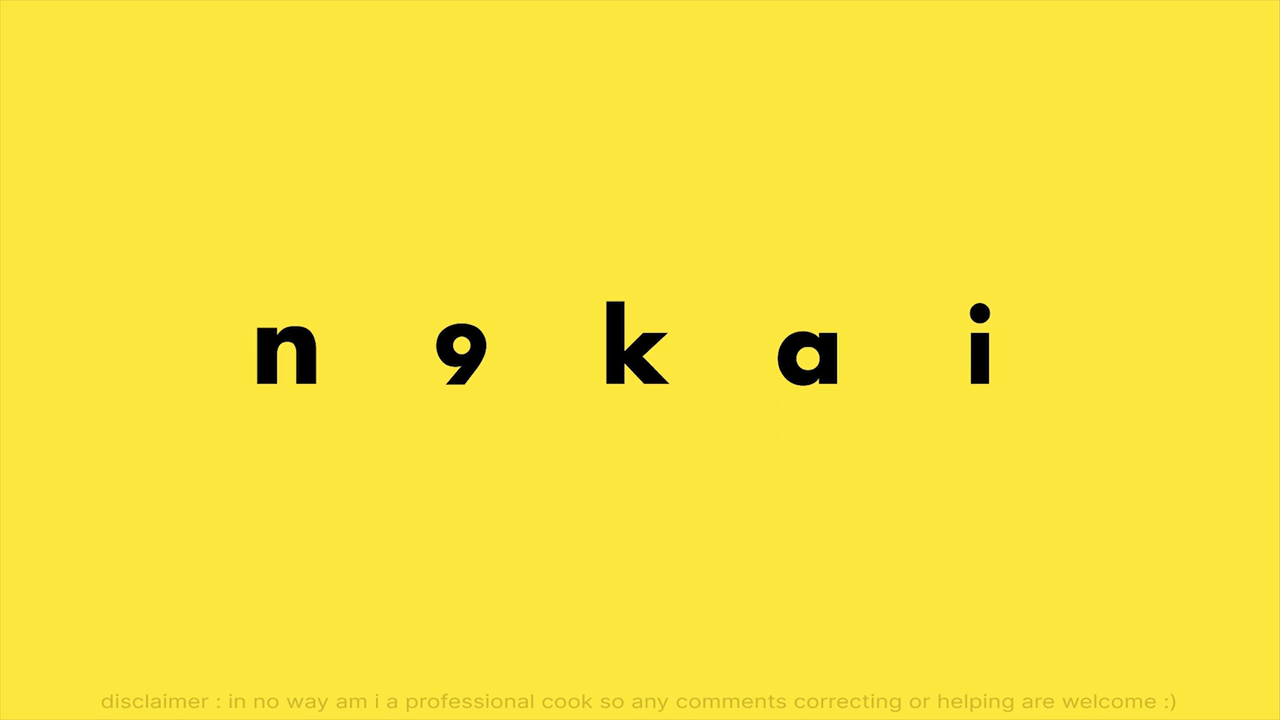 n 9 k a i
disclaimer : in no way am i a professional cook so any comments correcting or helping are welcome :)